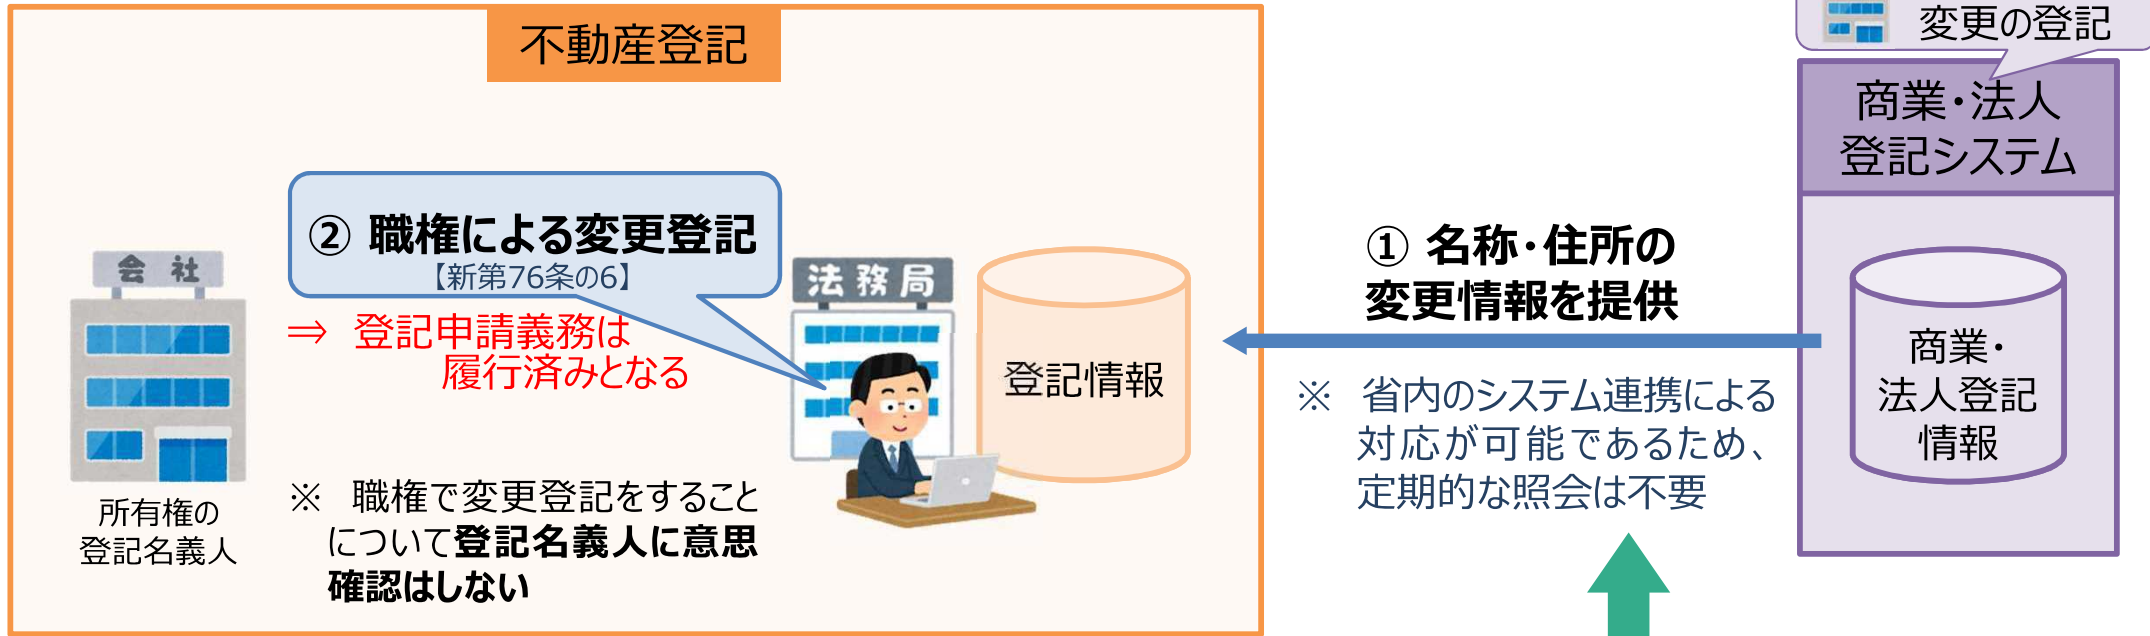 不動産登記
変更の登記
商業・法人
登記システム
② 職権による変更登記
【新第76条の6】
⇒ 登記申請義務は
履行済みとなる
会社
所有権の
登記名義人
※ 職権で変更登記をすること
について登記名義人に意思
確認はしない
法務局
登記情報
① 名称・住所の
変更情報を提供
※ 省内のシステム連携による
対応が可能であるため、
定期的な照会は不要
商業・
法人登記
情報